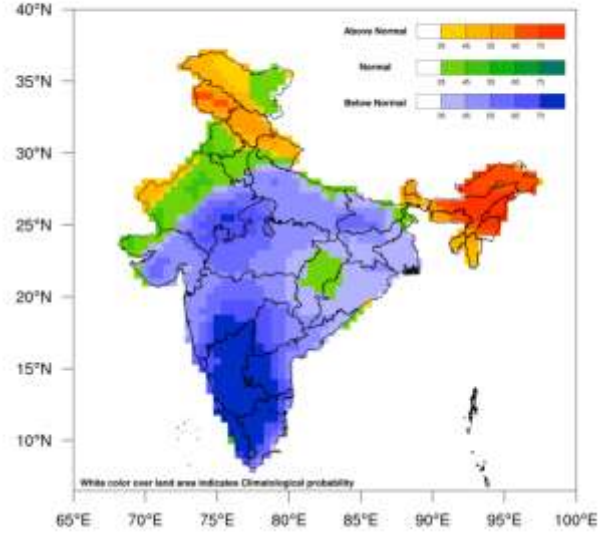 40°N
Above Normal
35 45 55 65 75
35°N
Normal
35 45 55 65 75
Below Normal
35 45 55 65 75
30°N
25°N
20°N
15°N
10°N
White color over land area indicates Climatological probability
65°E 70°E 75°E 80°E 85°E 90°E 95°E 100°E